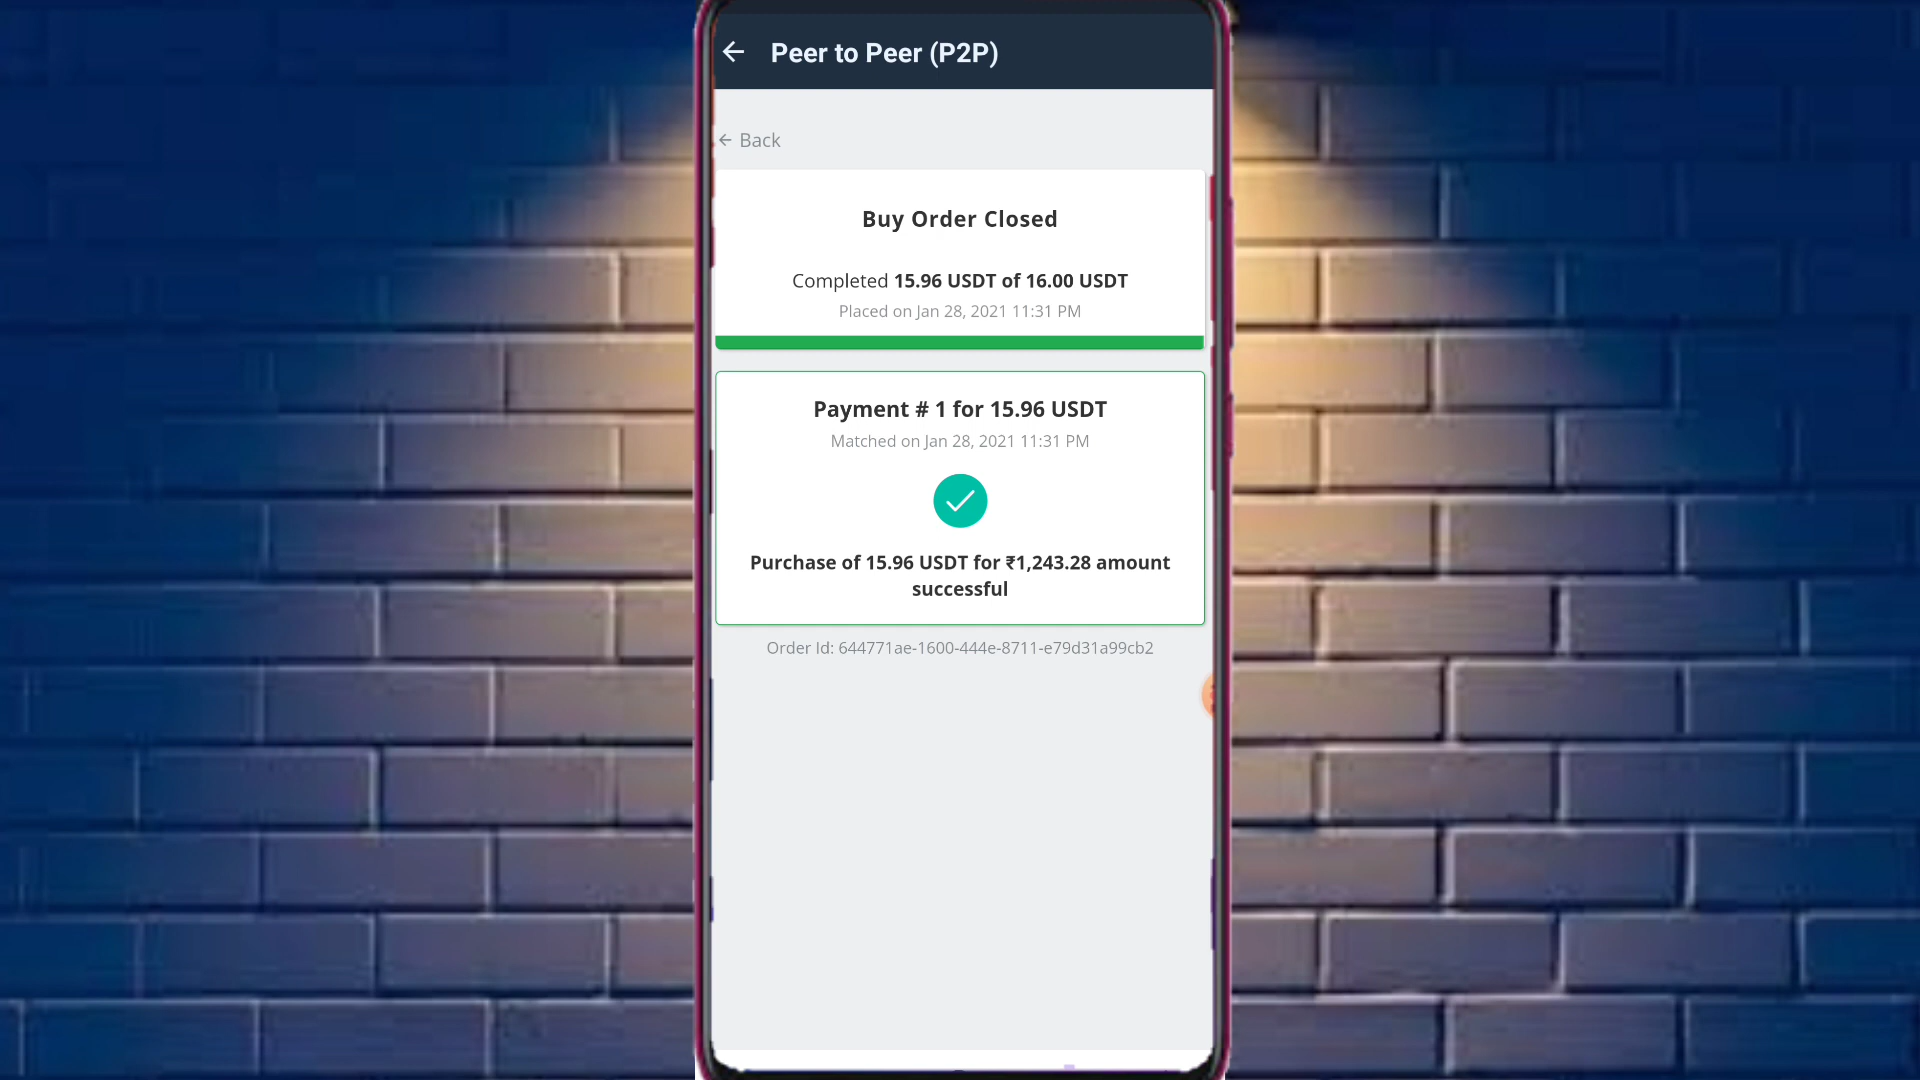 Peer to Peer (P2P)
Back
Buy Order Closed
Completed 15.96 USDT of 16.00 USDT
Placed on Jan 28, 2021 11:31 PM
Payment # 1 for 15.96 USDT
Matched on Jan 28, 2021 11:31 PM
Purchase of 15.96 USDT for ₹1,243.28 amount
successful
Order Id: 644771ae-1600-444e-8711-e79d31a99cb2